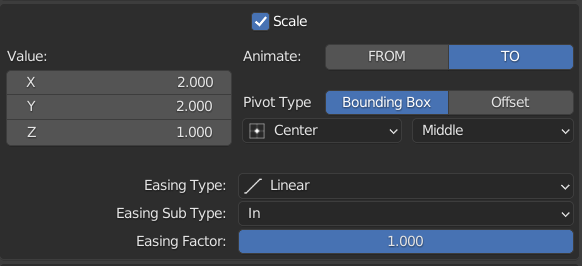 Scale
Value:
Animate: FROM TO
X 2.000
Y 2.000
Z 1.000
Pivot Type Bounding Box Offset
Center Middle
Easing Type: Linear
Easing Sub Type: In
Easing Factor: 1.000